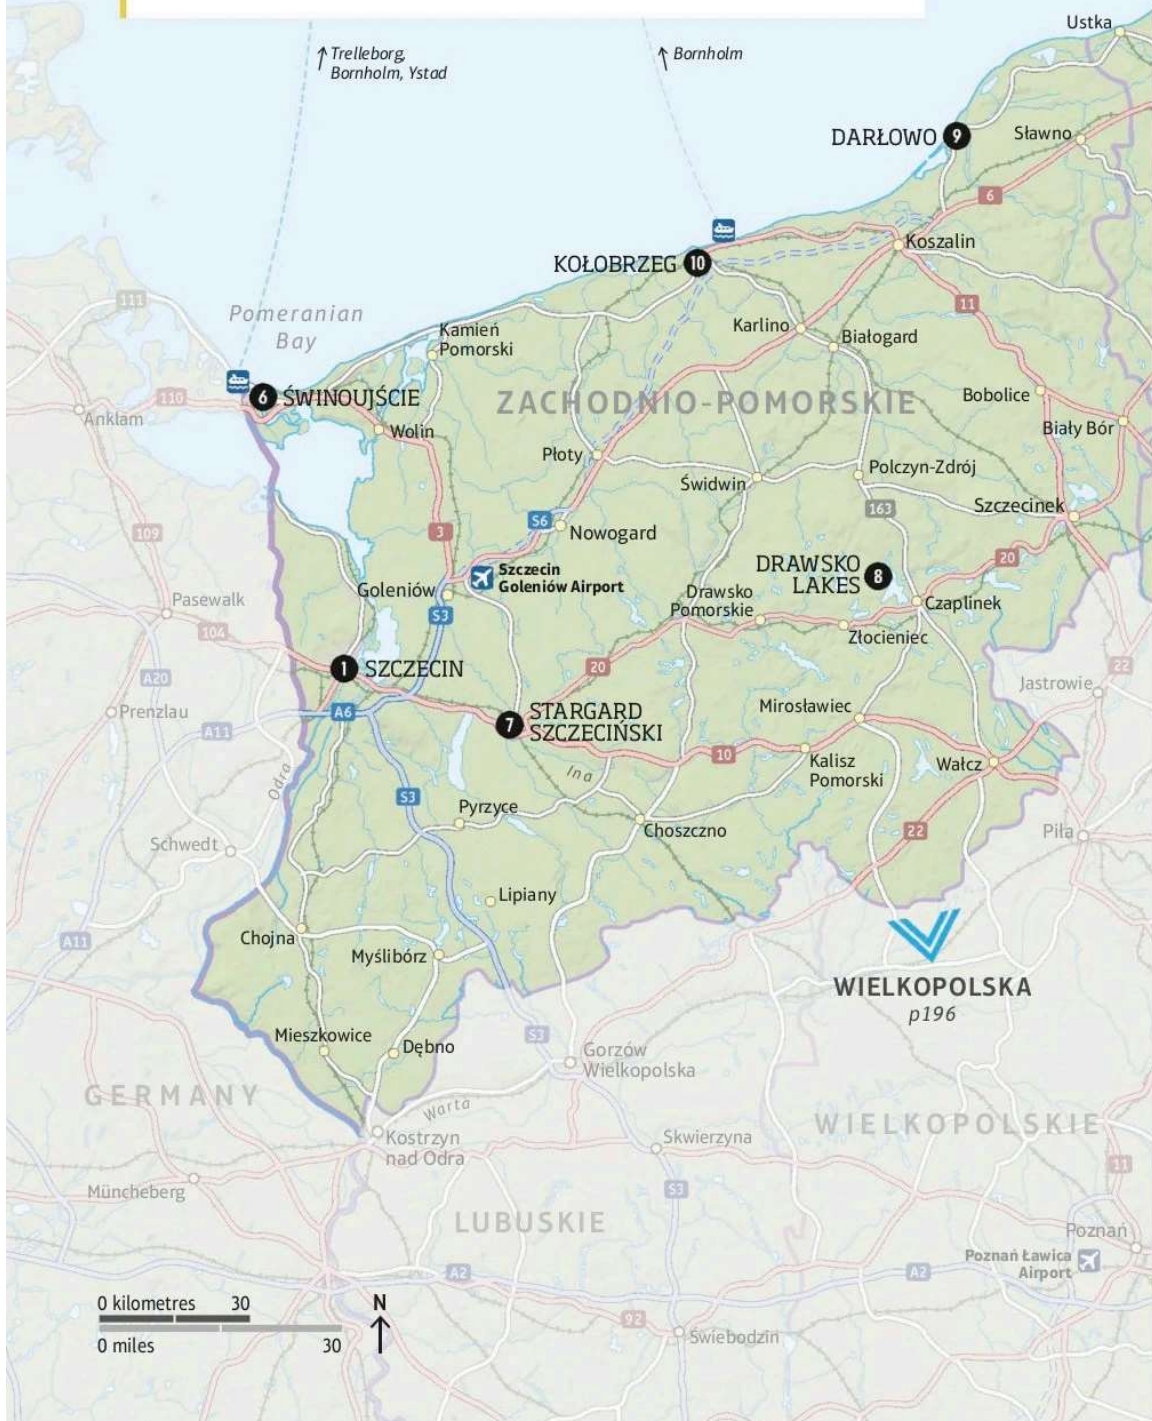 Ustka
Trelleborg,
Bornholm, Ystad
Bornholm
DARŁOWO 9
Sławno
6
Koszalin
KOŁOBRZEG 10
111
Pomeranian
Bay
11
Kamień
Pomorski
Karlino
Białogard
110
6 ŚWINOUJŚCIE
ZACHODNIO-POMORSKIE
Bobolice
Anklam
Wolin
Biały Bór
Płoty
Polczyn-Zdrój
Świdwin
163
Szczecinek
109
3
S6
Nowogard
20
DRAWSKO
LAKES 8
Szczecin
Goleniów Airport
Goleniów
Drawsko
Pomorskie
Czaplinek
Pasewalk
S3
104
Złocieniec
1 SZCZECIN
20
22
A20
Jastrowie
Prenzlau
A6
7 STARGARD
SZCZECIŃSKI
Mirosławiec
A11
10
Kalisz
Pomorski
Wałcz
Odra
Ina
S3
Pyrzyce
Choszczno
22
Piła
Schwedt
Lipiany
A11
Chojna
Myślibórz
WIELKOPOLSKA
p196
Mieszkowice
Dębno
S3
Gorzów
Wielkopolska
GERMANY
Warta
WIELKOPOLSKIE
Kostrzyn
nad Odra
Skwierzyna
11
Müncheberg
S3
LUBUSKIE
Poznań
Poznań Ławica
Airport
A2
A2
0 kilometres 30
N
92
0 miles 30
Świebodzin